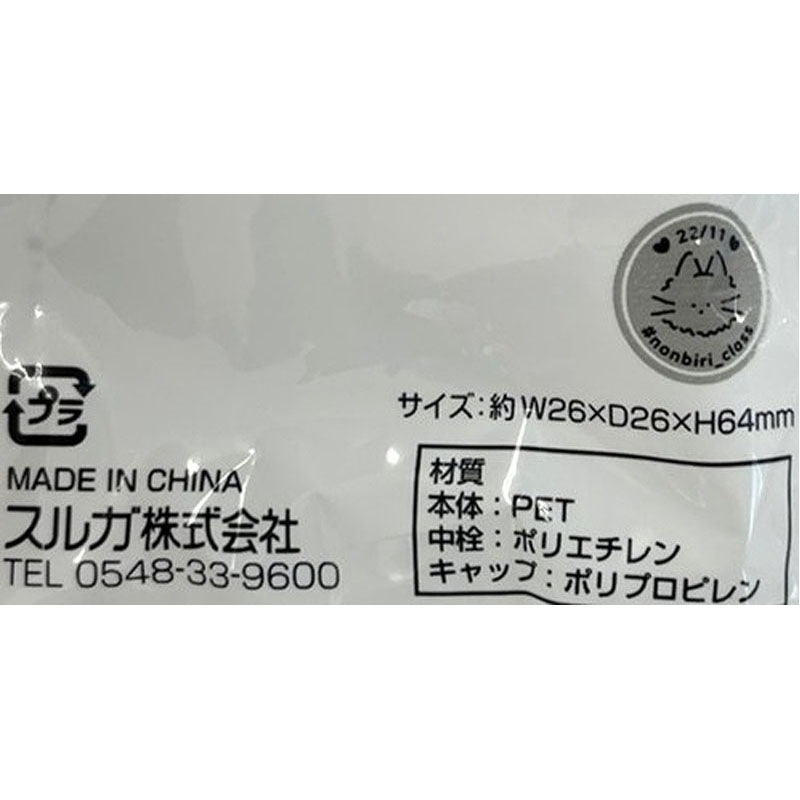 22/11
#nonbiri_class
プラ
サイズ:約W26×D26×H64mm
MADE IN CHINA
スルガ株式会社
TEL 0548-33-9600
材質
本体:PET
中栓:ポリエチレン
キャップ:ポリプロピレン